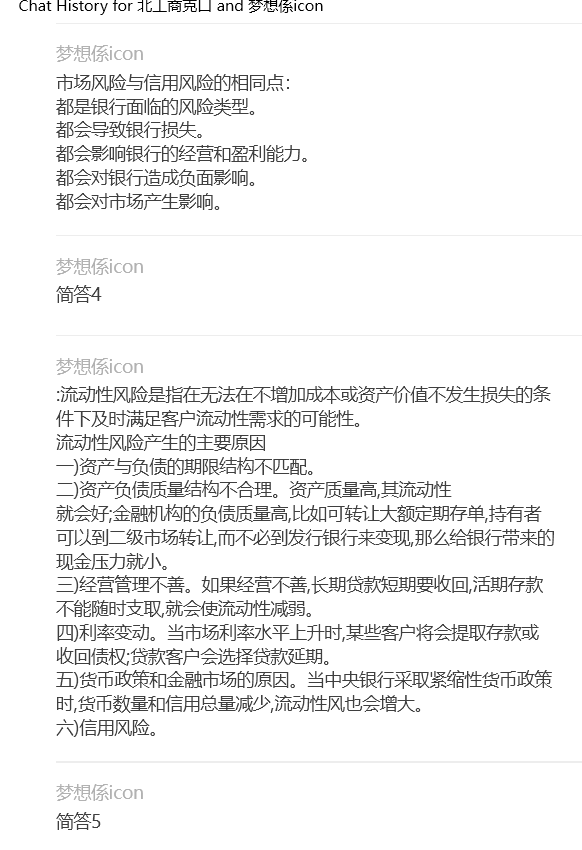 Chat History for 北工商克口 and 梦想係icon
梦想係icon
市场风险与信用风险的相同点：
都是银行面临的风险类型。
都会导致银行损失。
都会影响银行的经营和盈利能力。
都会对银行造成负面影响。
都会对市场产生影响。
梦想係icon
简答4
梦想係icon
:流动性风险是指在无法在不增加成本或资产价值不发生损失的条
件下及时满足客户流动性需求的可能性。
流动性风险产生的主要原因
一)资产与负债的期限结构不匹配。
二)资产负债质量结构不合理。资产质量高,其流动性
就会好;金融机构的负债质量高,比如可转让大额定期存单,持有者
可以到二级市场转让,而不必到发行银行来变现,那么给银行带来的
现金压力就小。
三)经营管理不善。如果经营不善,长期贷款短期要收回,活期存款
不能随时支取,就会使流动性减弱。
四)利率变动。当市场利率水平上升时,某些客户将会提取存款或
收回债权;贷款客户会选择贷款延期。
五)货币政策和金融市场的原因。当中央银行采取紧缩性货币政策
时,货币数量和信用总量减少,流动性风也会增大。
六)信用风险。
梦想係icon
简答5